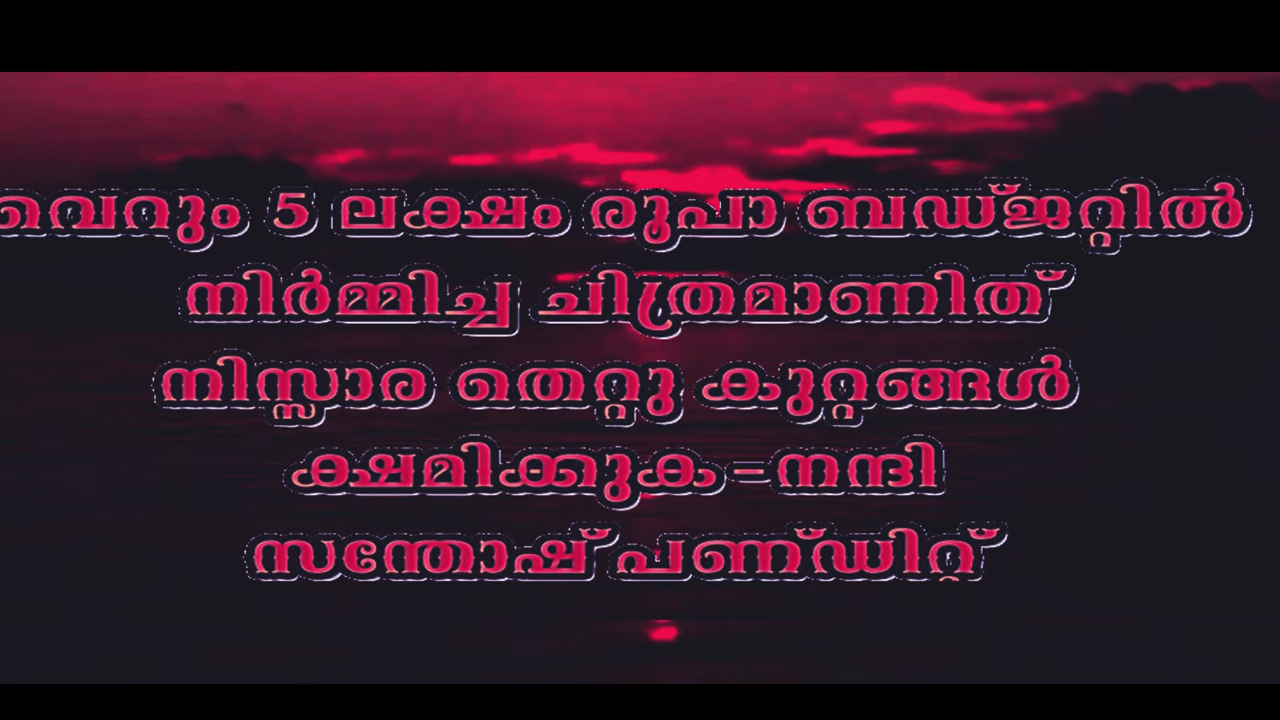 വെറും 5 ലക്ഷം രൂപാ ബഡ്ജറ്റിൽ
നിർമ്മിച്ച ചിത്രമാണിത്
നിസ്സാര തെറ്റു കുറ്റങ്ങൾ
ക്ഷമിക്കുക-നന്ദി
സന്തോഷ് പണ്ഡിറ്റ്